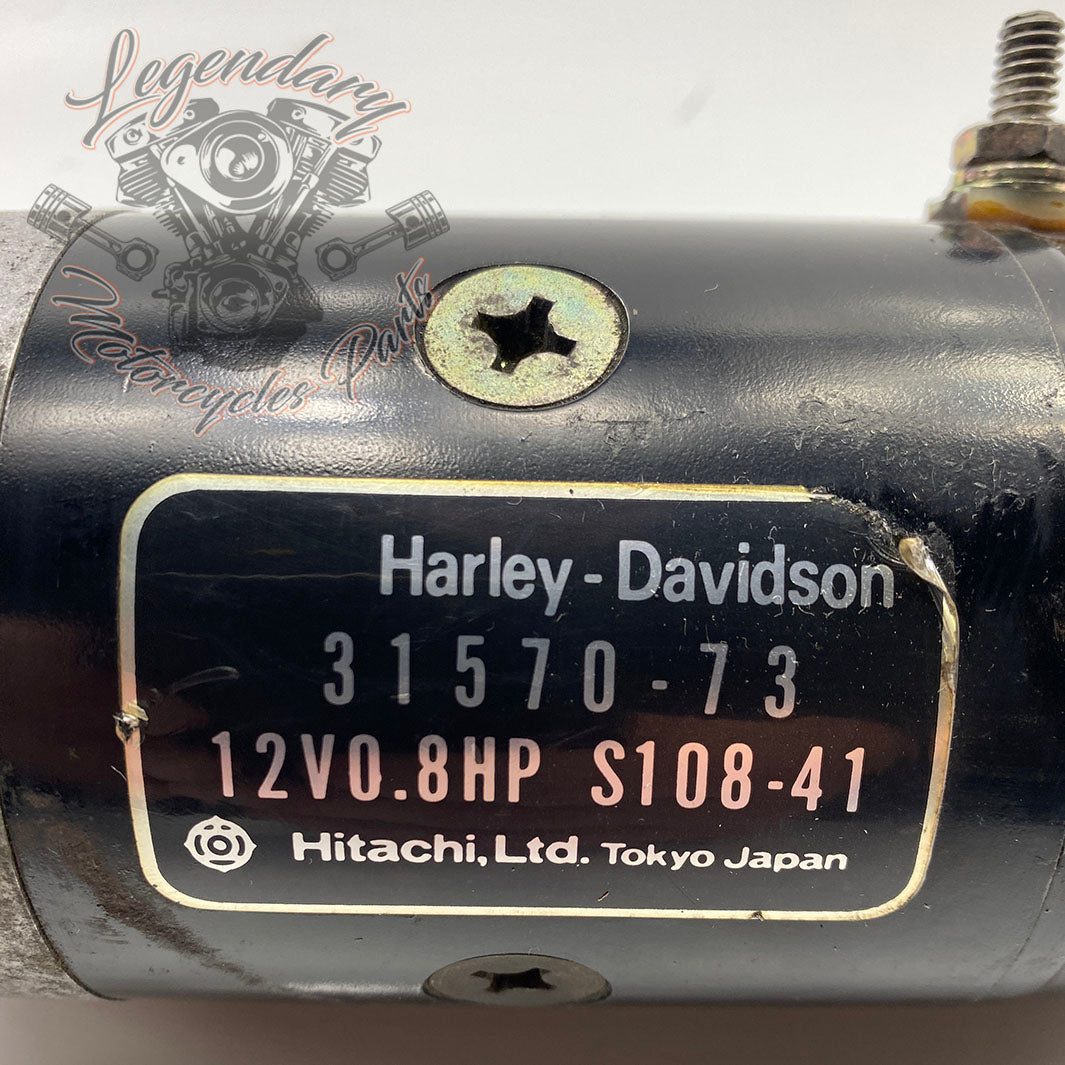 Legendary
Motorcycles Parts
Harley-Davidson
31570-73
12V0.8HP S108-41
Hitachi, Ltd. Tokyo Japan